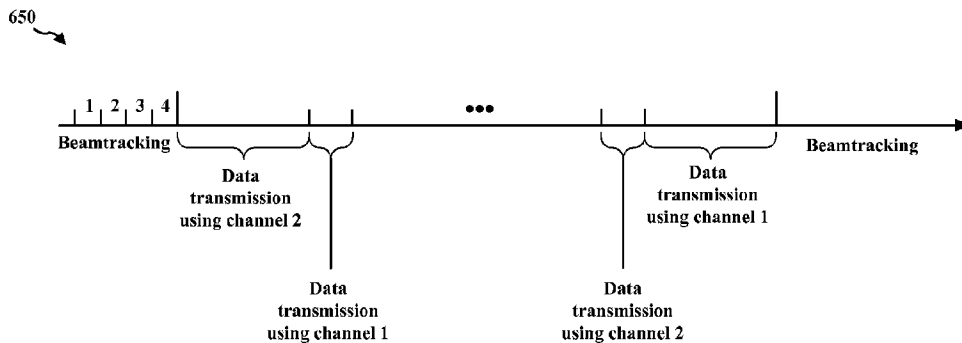 650
1 2 3 4
Beamtracking
Beamtracking
Data
transmission
using channel 2
Data
transmission
using channel 1
Data
transmission
using channel 1
Data
transmission
using channel 2